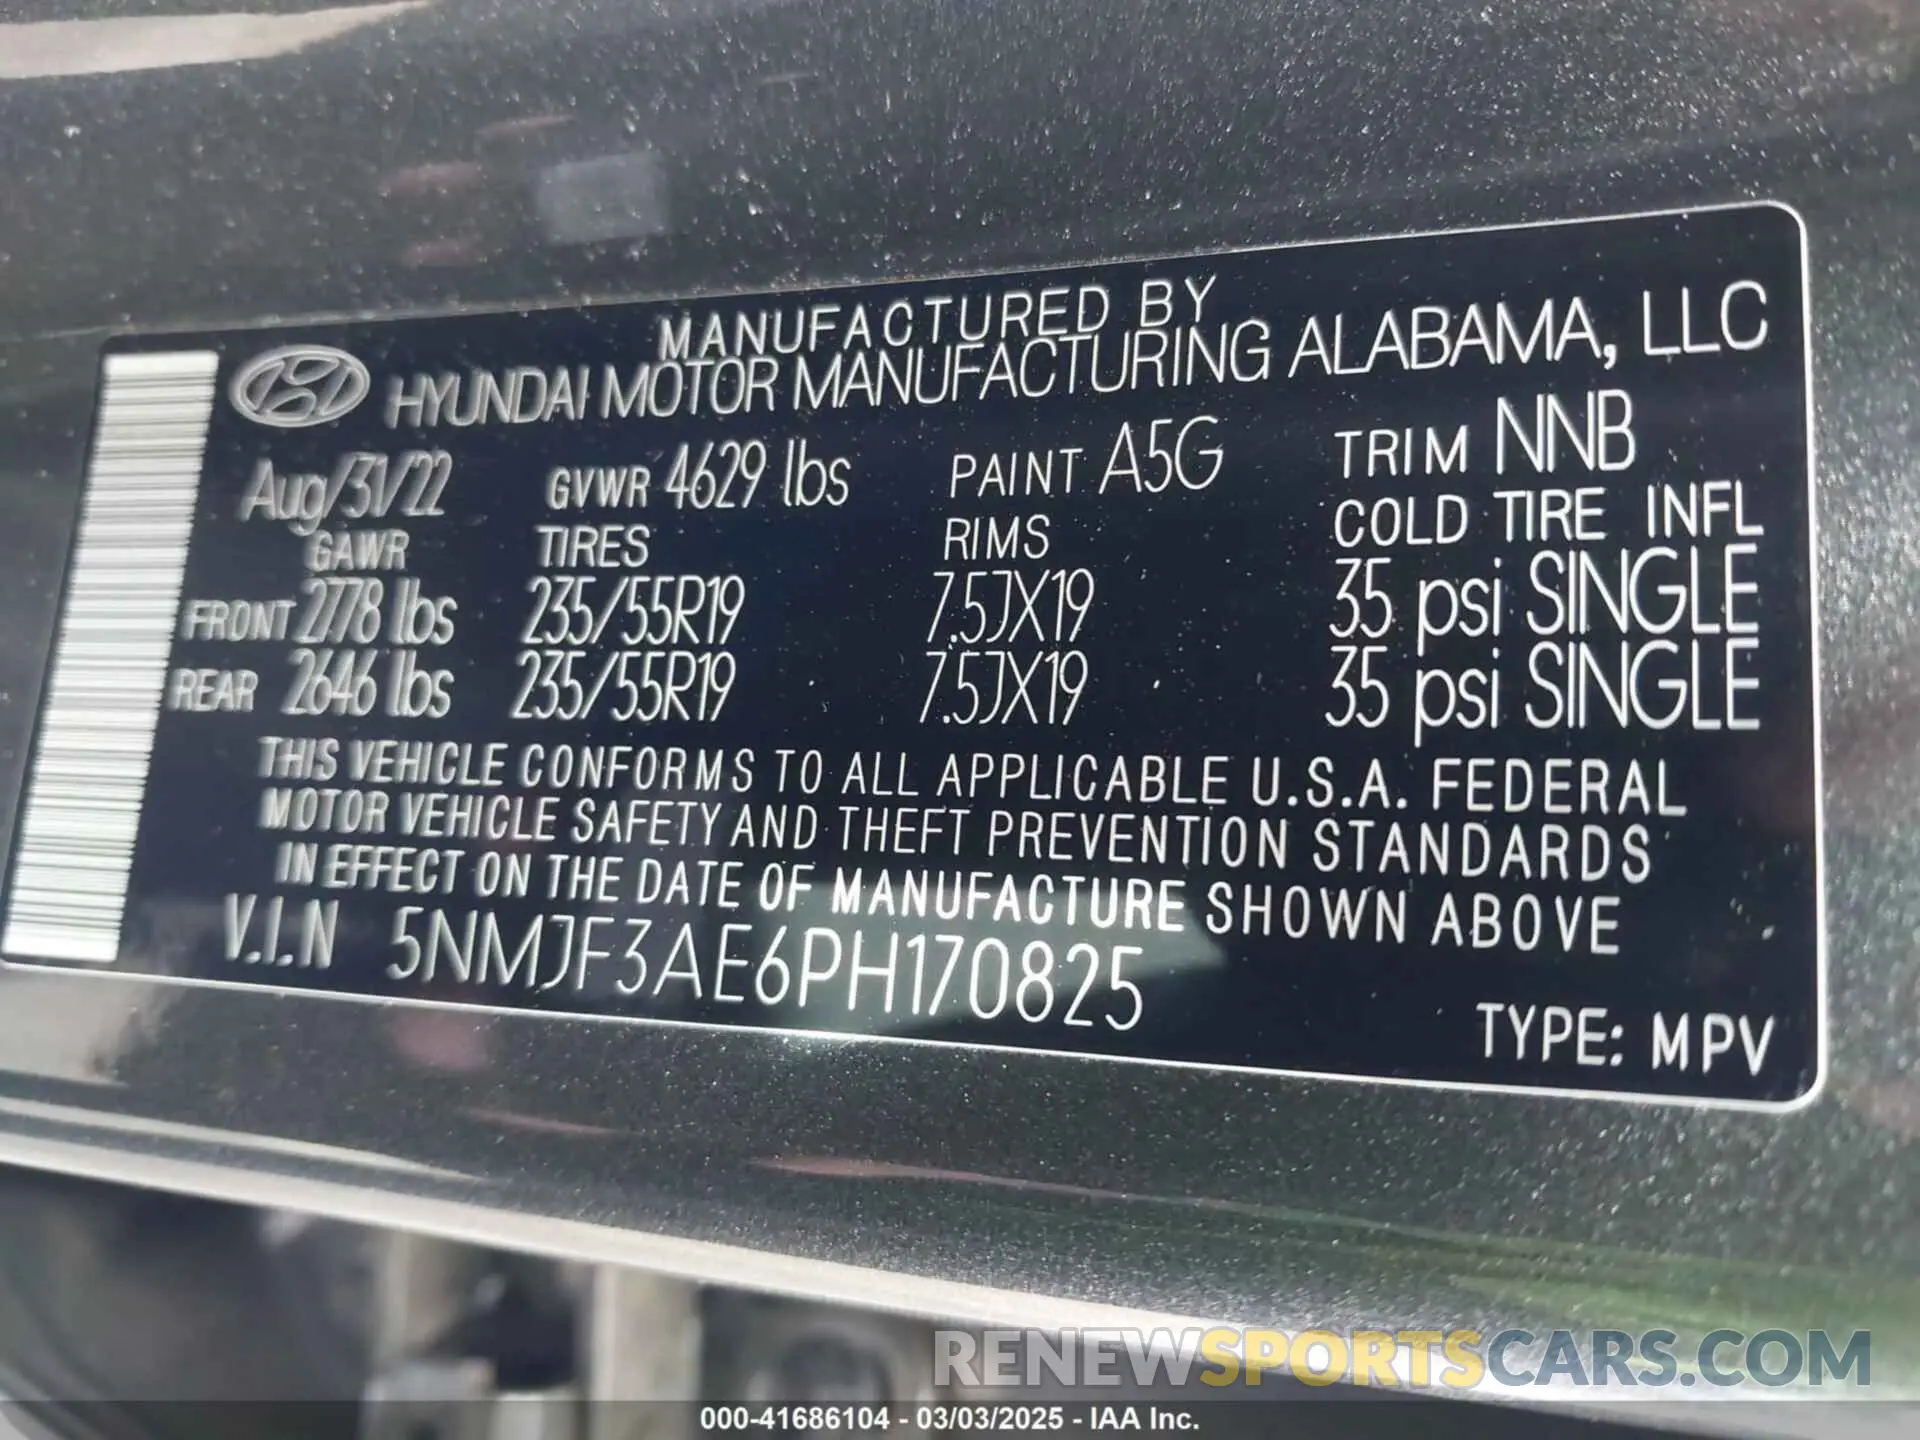 MANUFACTURED BY
HYUNDAI MOTOR MANUFACTURING ALABAMA, LLC
Aug/31/22 GVWR 4629 lbs PAINT A5G TRIM NNB
GAWR TIRES RIMS COLD TIRE INFL
FRONT 2778 lbs 235/55R19 7.5JX19 35 psi SINGLE
REAR 2646 lbs 235/55R19 7.5JX19 35 psi SINGLE
THIS VEHICLE CONFORMS TO ALL APPLICABLE U.S.A. FEDERAL
MOTOR VEHICLE SAFETY AND THEFT PREVENTION STANDARDS
IN EFFECT ON THE DATE OF MANUFACTURE SHOWN ABOVE
V.I.N 5NMJF3AE6PH170825
TYPE: MPV
RENEWSPORTSCARS.COM
000-41686104 - 03/03/2025 - IAA Inc.